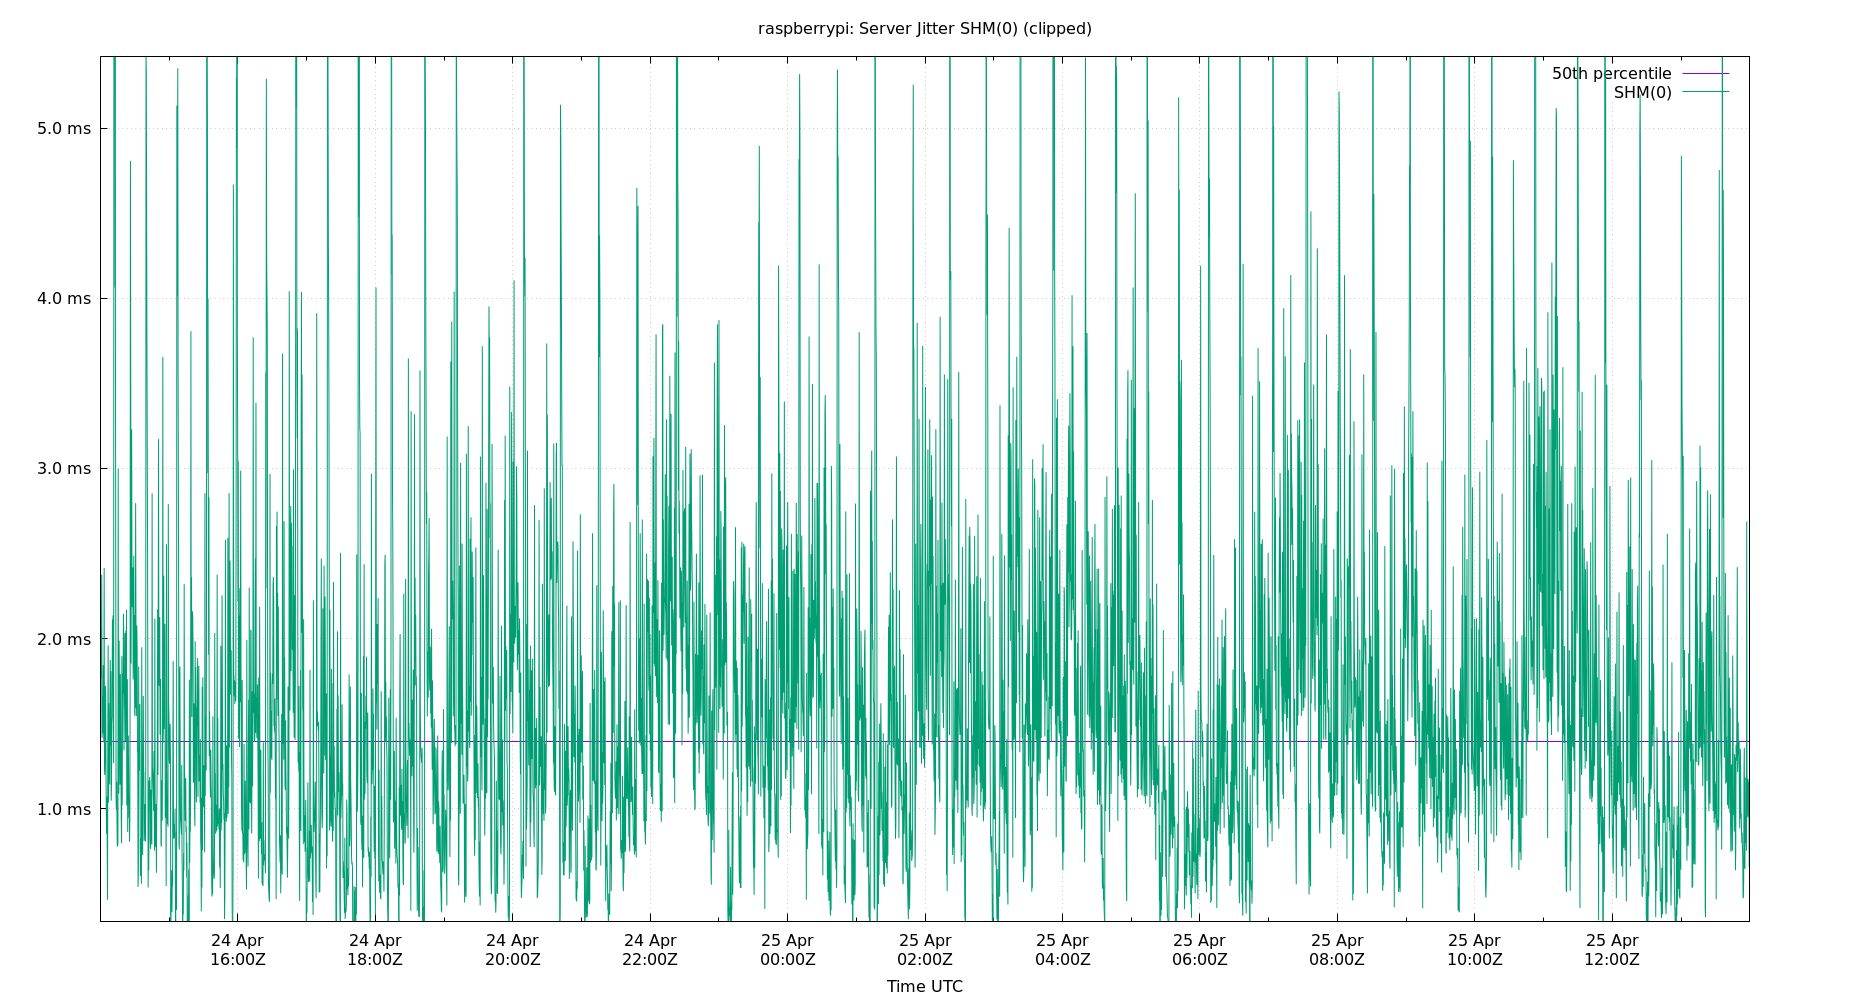 raspberrypi: Server Jitter SHM(0) (clipped)
50th percentile
SHM(0)
5.0 ms
4.0 ms
3.0 ms
2.0 ms
1.0 ms
24 Apr 24 Apr 24 Apr 24 Apr 25 Apr 25 Apr 25 Apr 25 Apr 25 Apr 25 Apr 25 Apr
16:00Z 18:00Z 20:00Z 22:00Z 00:00Z 02:00Z 04:00Z 06:00Z 08:00Z 10:00Z 12:00Z
Time UTC